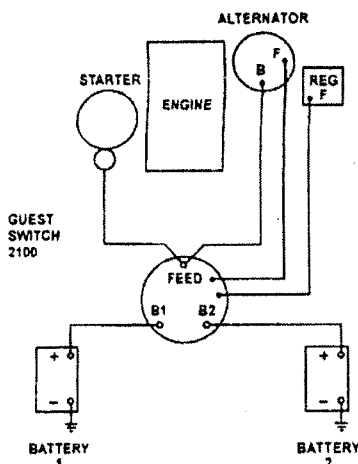 ALTERNATOR
F
B
STARTER
ENGINE
REG
F
GUEST
SWITCH
2100
FEED
B1 B2
+ +
- -
BATTERY
1
BATTERY
2